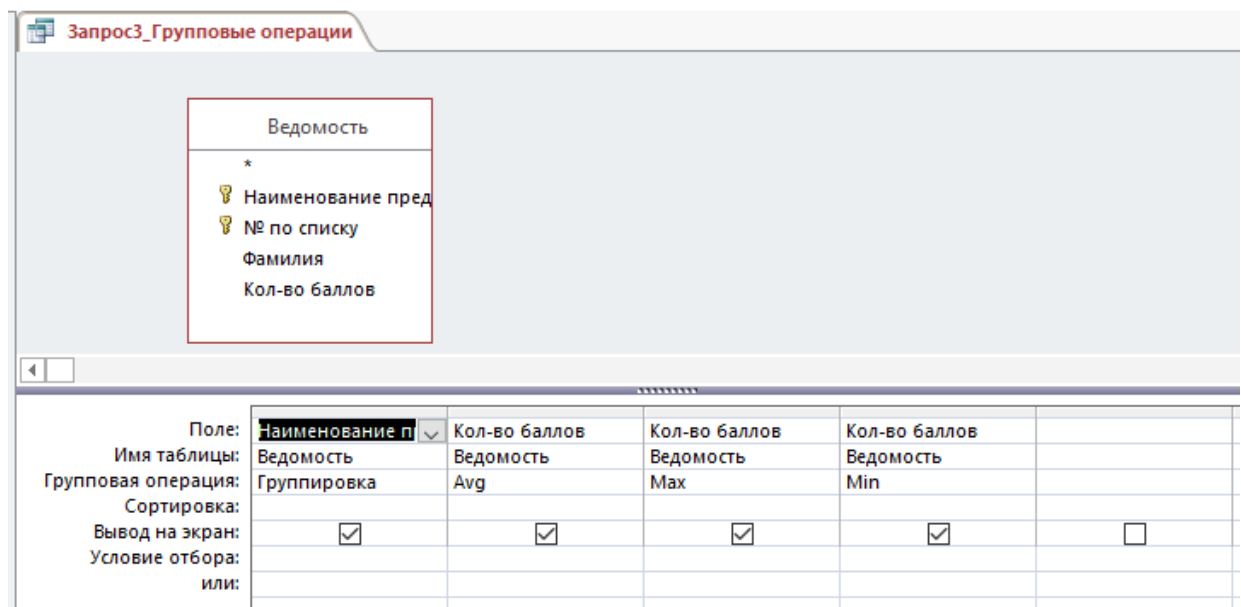 Запрос3_Групповые операции
Ведомость
*
Наименование пред
№ по списку
Фамилия
Кол-во баллов
Поле: Наименование п Кол-во баллов Кол-во баллов Кол-во баллов
Имя таблицы: Ведомость Ведомость Ведомость Ведомость
Групповая операция: Группировка Avg Max Min
Сортировка:
Вывод на экран:
Условие отбора:
или: